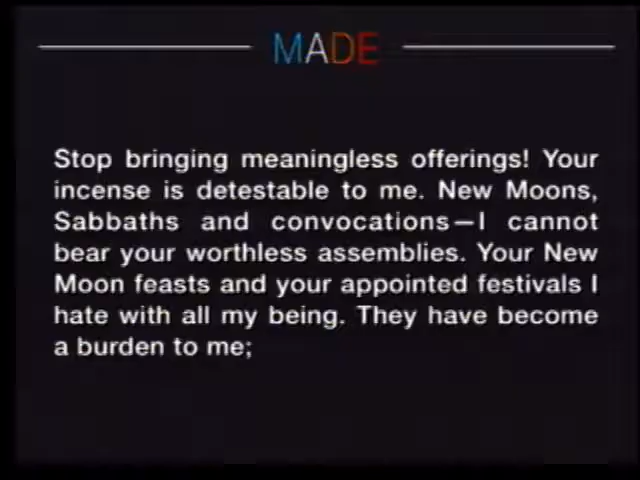 MADE
Stop bringing meaningless offerings! Your
incense is detestable to me. New Moons,
Sabbaths and convocations—I cannot
bear your worthless assemblies. Your New
Moon feasts and your appointed festivals I
hate with all my being. They have become
a burden to me;